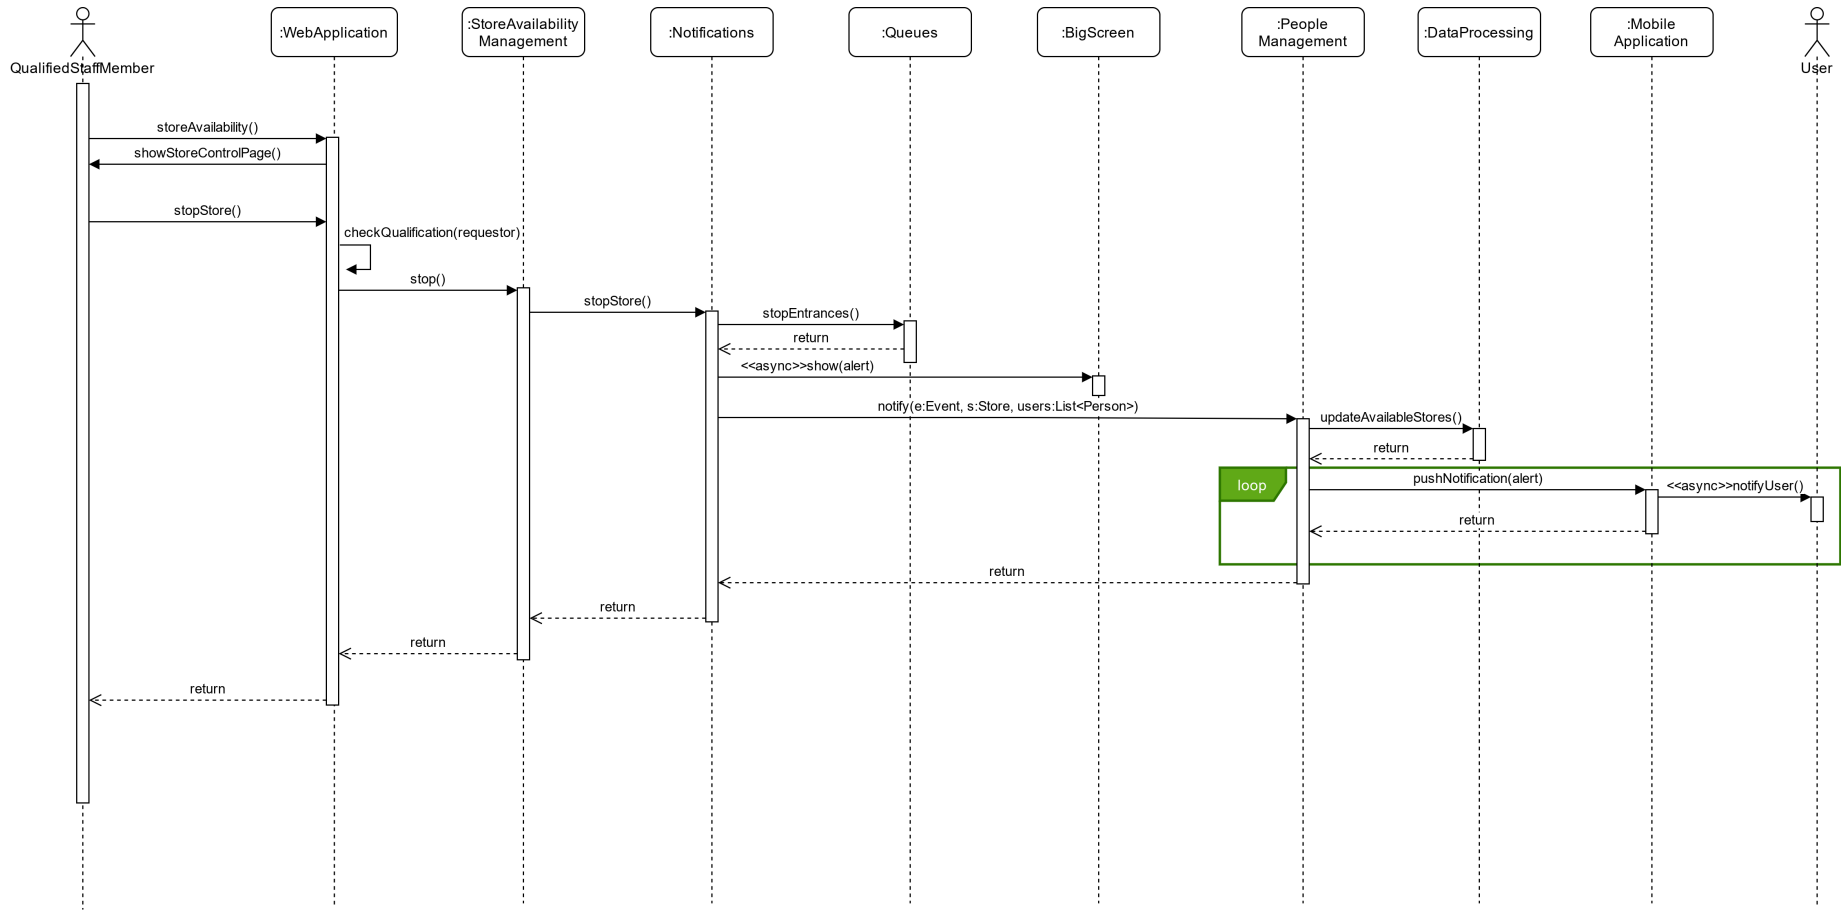 QualifiedStaffMember
:WebApplication
:StoreAvailability
Management
:Notifications
:Queues
:BigScreen
:People
Management
:DataProcessing
:Mobile
Application
User
storeAvailability()
showStoreControlPage()
stopStore()
checkQualification(requestor)
stop()
stopStore()
stopEntrances()
return
<<async>>show(alert)
notify(e:Event, s:Store, users:List<Person>)
updateAvailableStores()
return
loop
pushNotification(alert)
<<async>>notifyUser()
return
return
return
return
return